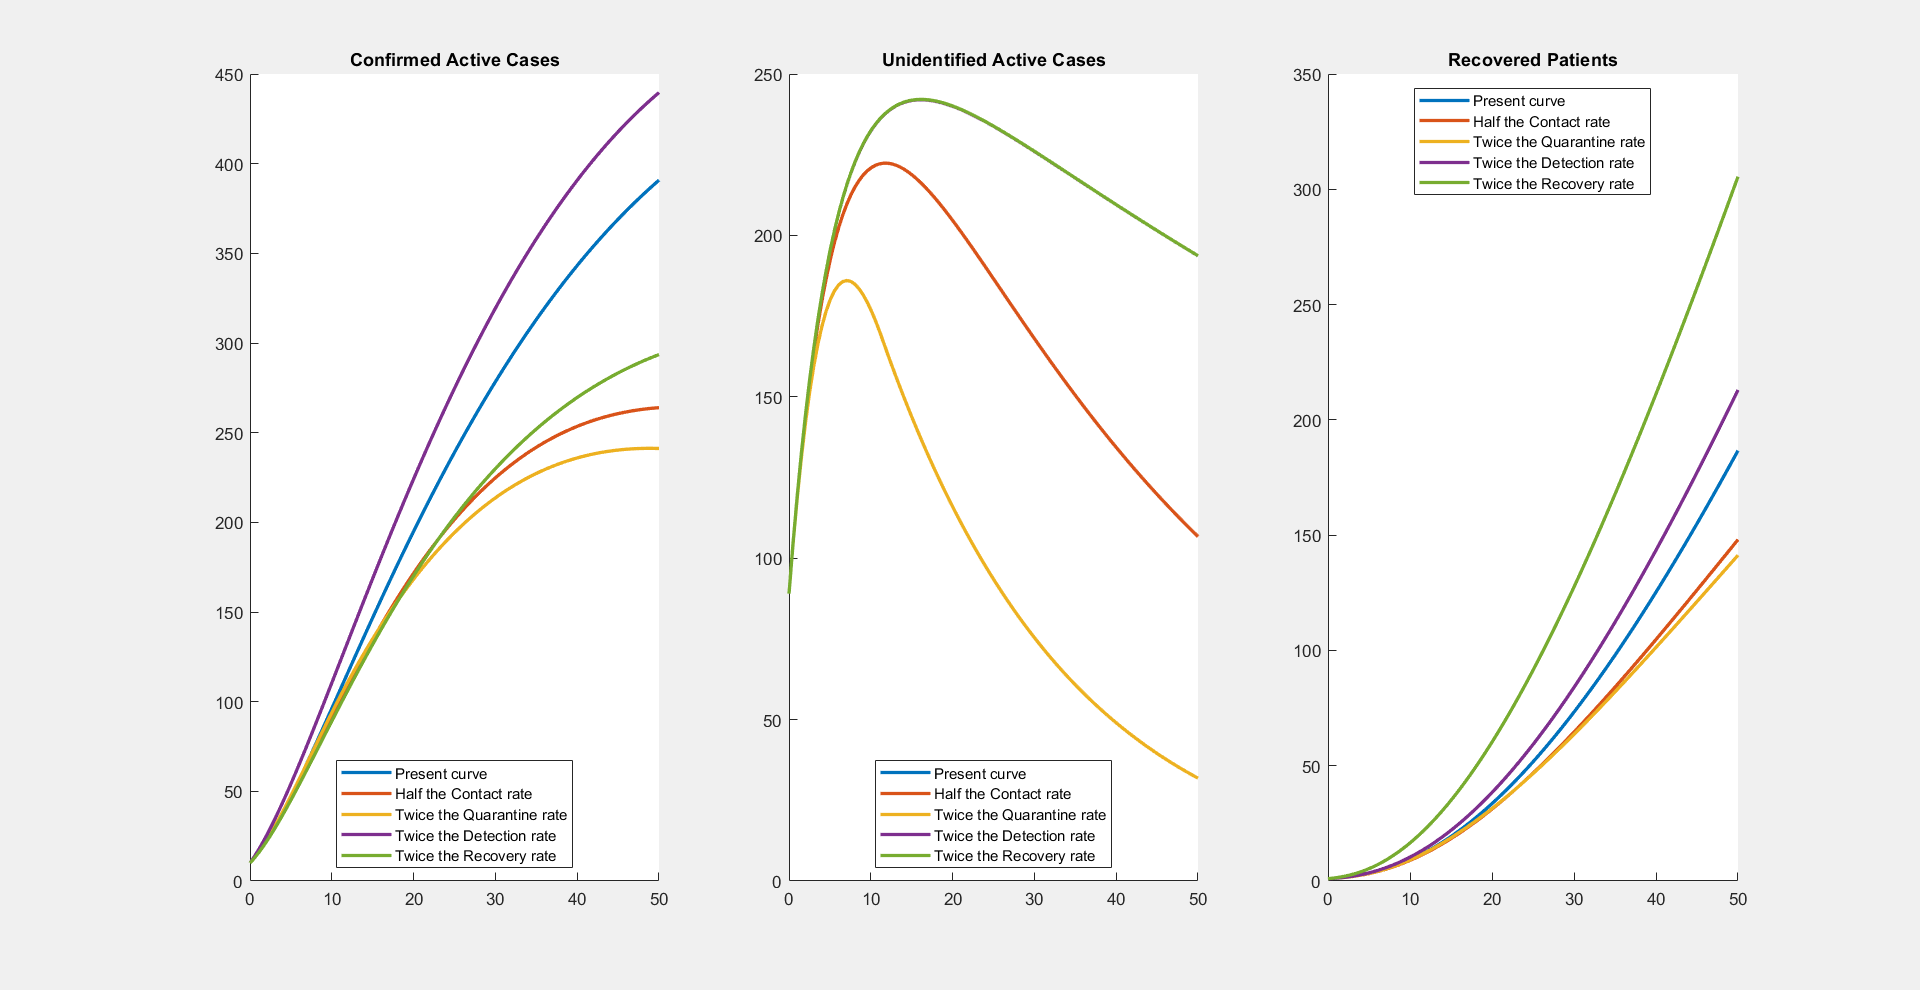 Confirmed Active Cases
450
400
350
300
250
200
150
100
50
0
0 10 20 30 40 50
Present curve
Half the Contact rate
Twice the Quarantine rate
Twice the Detection rate
Twice the Recovery rate
Unidentified Active Cases
250
200
150
100
50
0
0 10 20 30 40 50
Present curve
Half the Contact rate
Twice the Quarantine rate
Twice the Detection rate
Twice the Recovery rate
Recovered Patients
350
300
250
200
150
100
50
0
0 10 20 30 40 50
Present curve
Half the Contact rate
Twice the Quarantine rate
Twice the Detection rate
Twice the Recovery rate